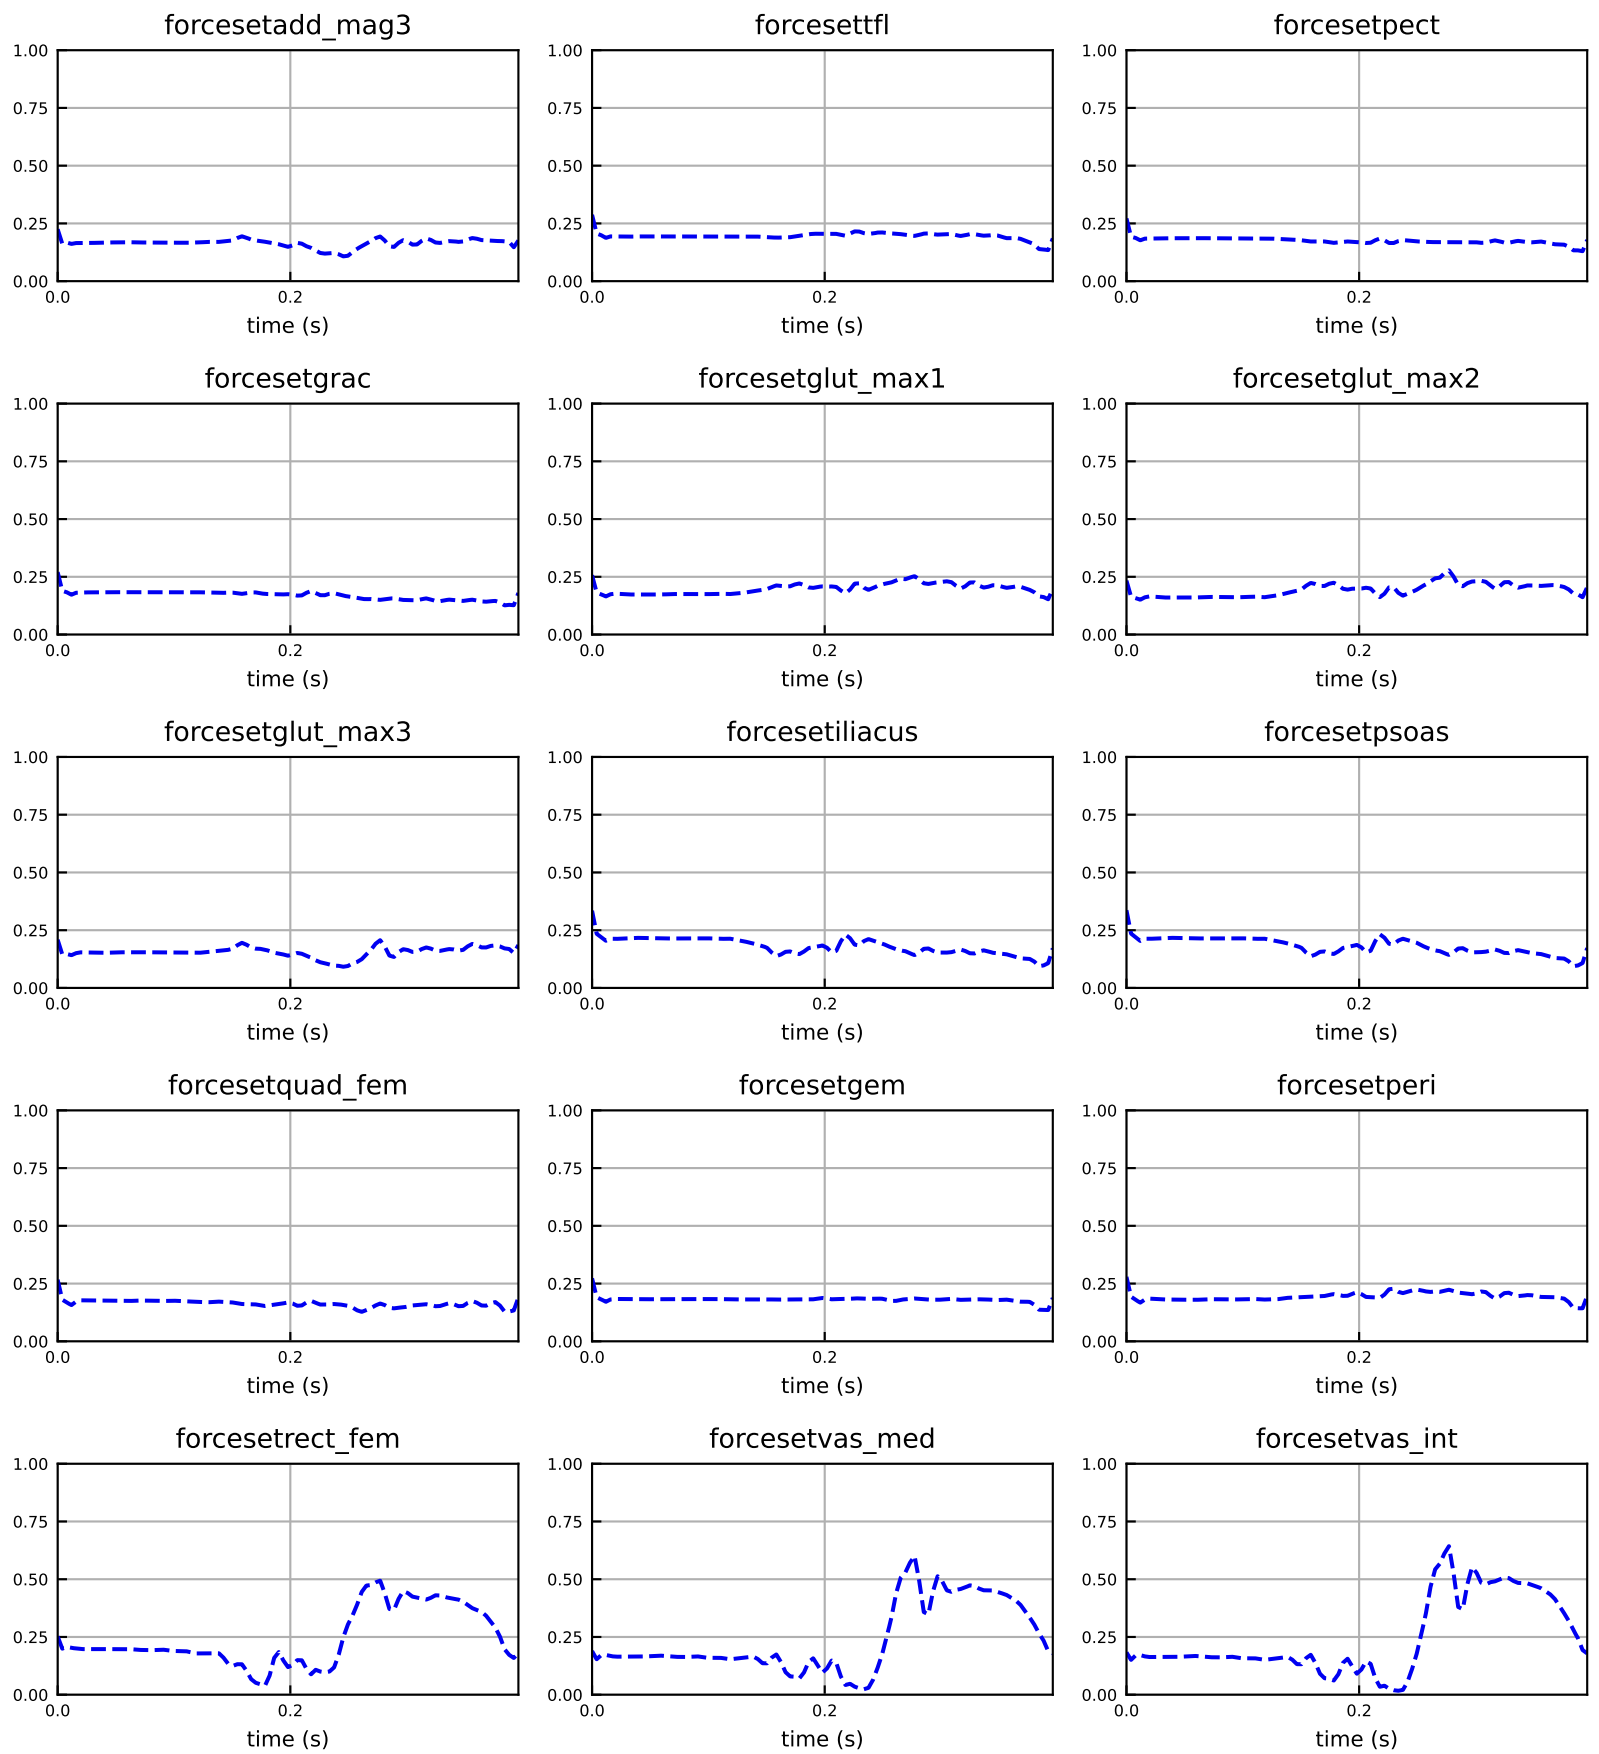 forcesetadd_mag3 forcesettfl forcesetpect
1.00 1.00 1.00
0.75 0.75 0.75
0.50 0.50 0.50
0.25 0.25 0.25
0.00 0.00 0.00
0.0 0.2 0.0 0.2 0.0 0.2
time (s) time (s) time (s)
forcesetgrac forcesetglut_max1 forcesetglut_max2
1.00 1.00 1.00
0.75 0.75 0.75
0.50 0.50 0.50
0.25 0.25 0.25
0.00 0.00 0.00
0.0 0.2 0.0 0.2 0.0 0.2
time (s) time (s) time (s)
forcesetglut_max3 forcesetiliacus forcesetpsoas
1.00 1.00 1.00
0.75 0.75 0.75
0.50 0.50 0.50
0.25 0.25 0.25
0.00 0.00 0.00
0.0 0.2 0.0 0.2 0.0 0.2
time (s) time (s) time (s)
forcesetquad_fem forcesetgem forcesetperi
1.00 1.00 1.00
0.75 0.75 0.75
0.50 0.50 0.50
0.25 0.25 0.25
0.00 0.00 0.00
0.0 0.2 0.0 0.2 0.0 0.2
time (s) time (s) time (s)
forcesetrect_fem forcesetvas_med forcesetvas_int
1.00 1.00 1.00
0.75 0.75 0.75
0.50 0.50 0.50
0.25 0.25 0.25
0.00 0.00 0.00
0.0 0.2 0.0 0.2 0.0 0.2
time (s) time (s) time (s)